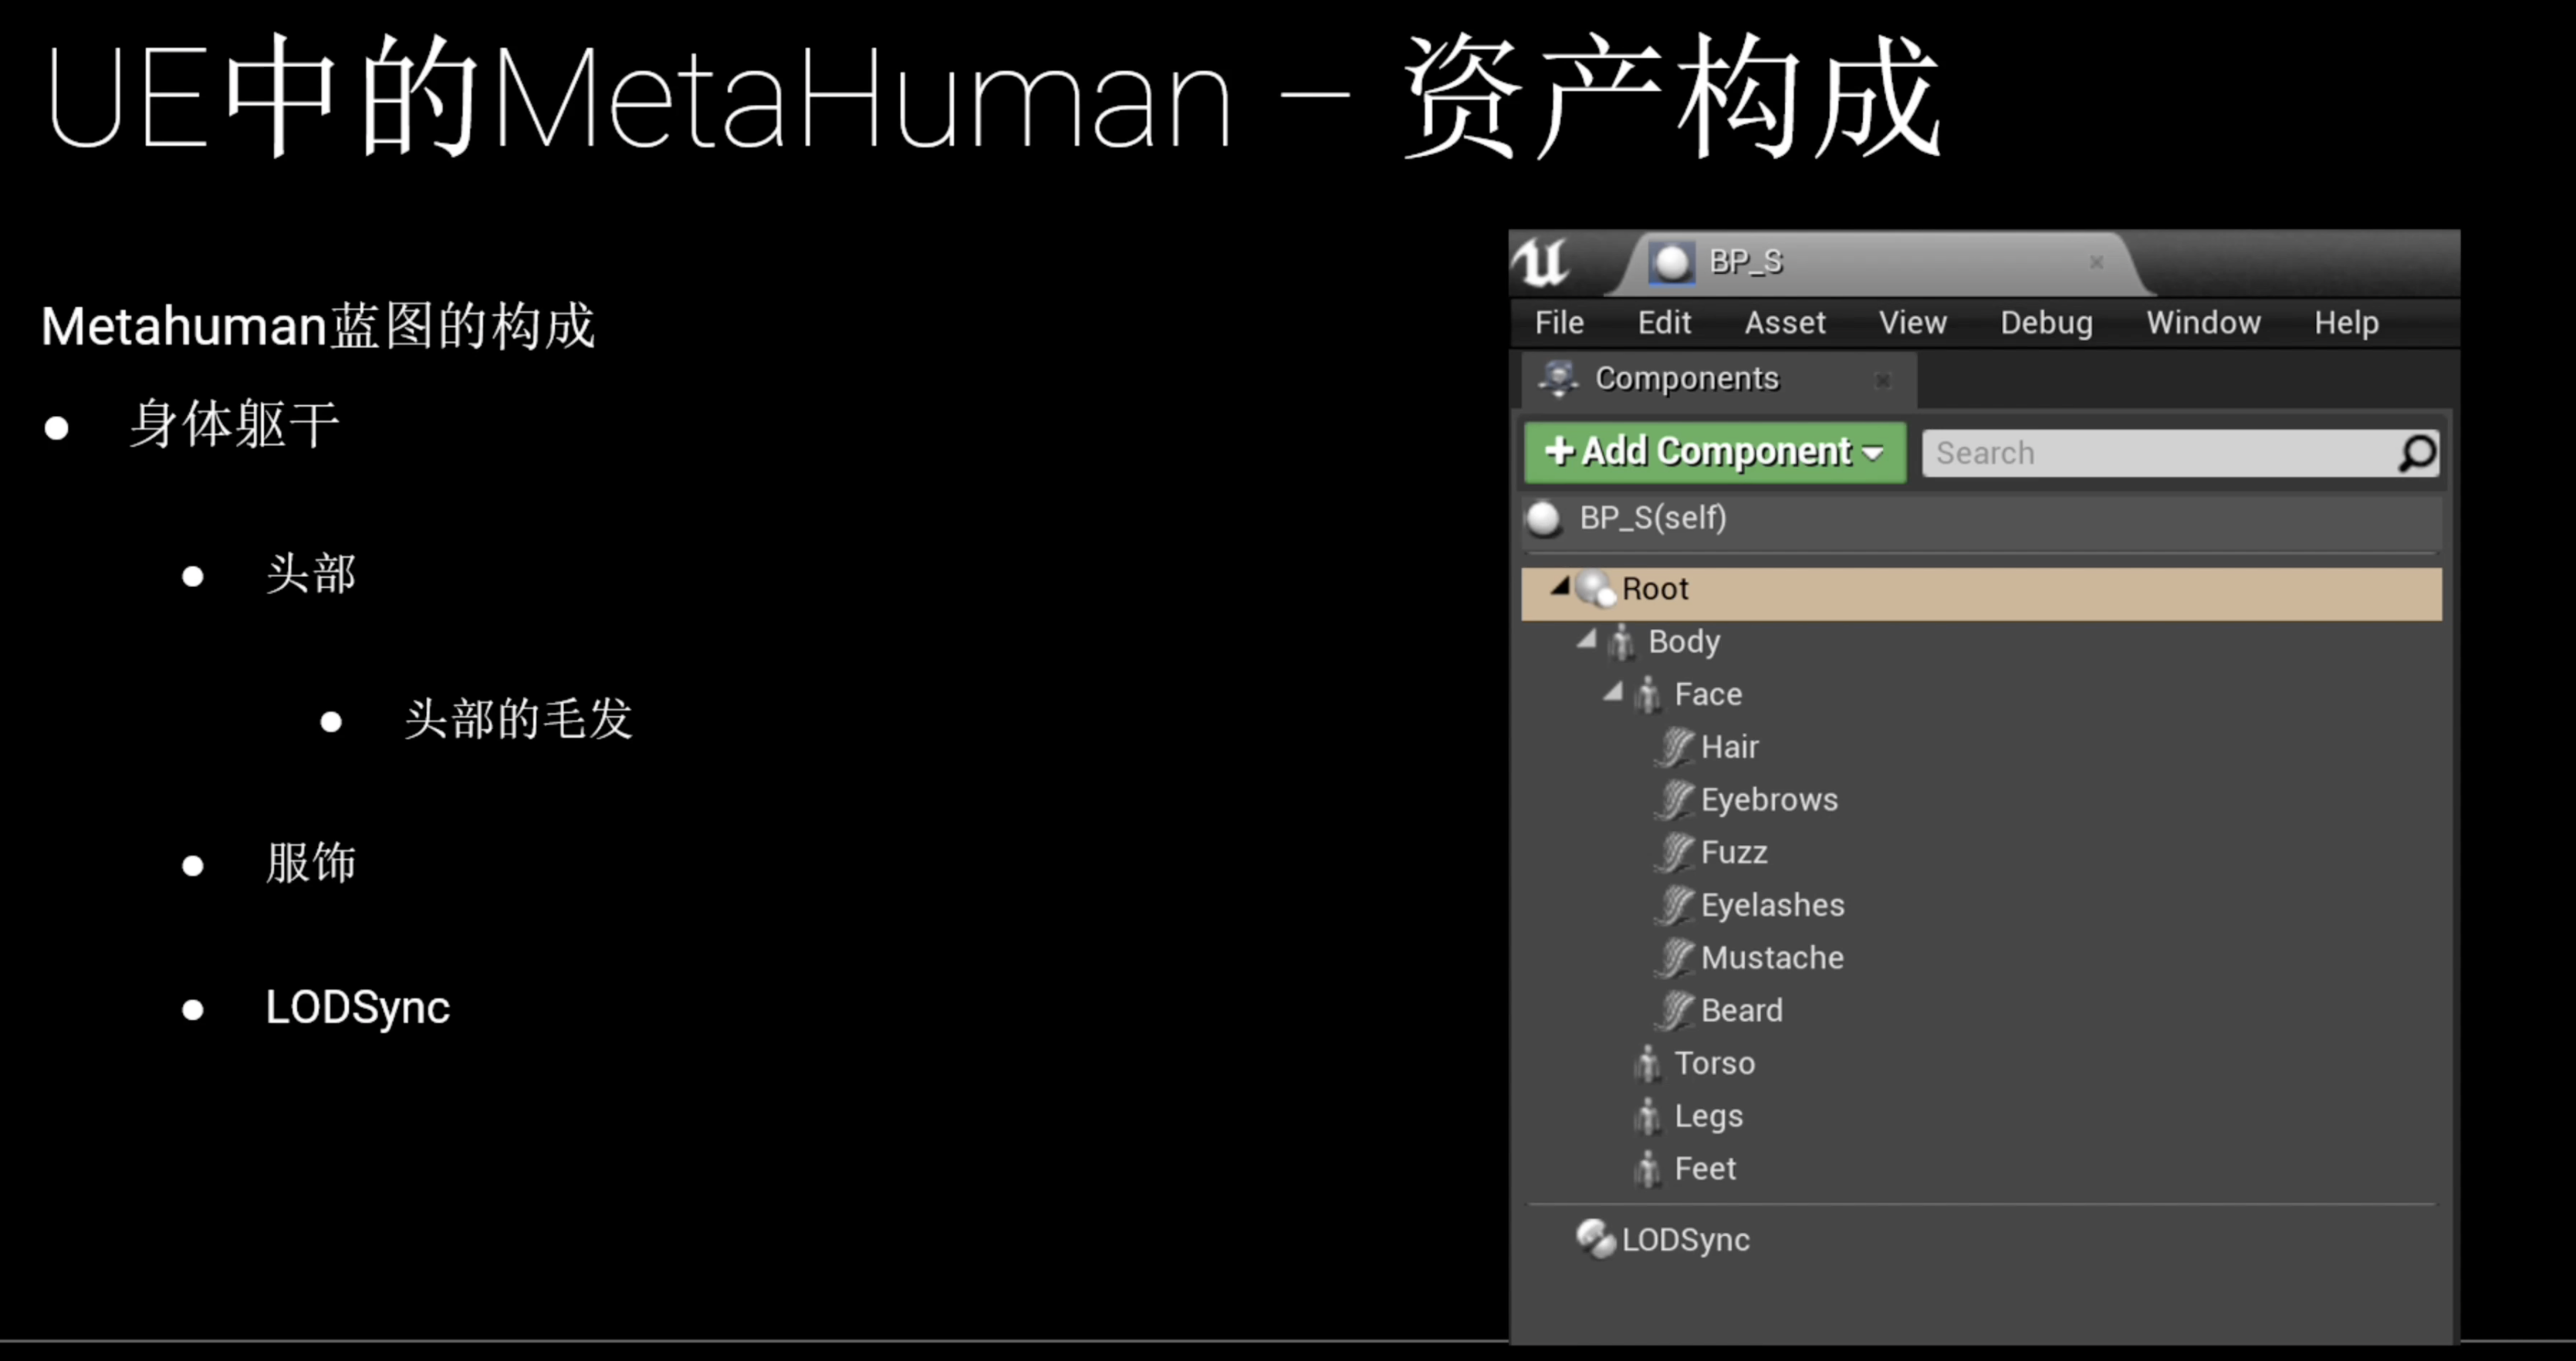 UE中的MetaHuman – 资产构成
Metahuman蓝图的构成
● 身体躯干
● 头部
● 头部的毛发
● 服饰
● LODSync
BP_S
File Edit Asset View Debug Window Help
Components
+Add Component Search
BP_S(self)
Root
Body
Face
Hair
Eyebrows
Fuzz
Eyelashes
Mustache
Beard
Torso
Legs
Feet
LODSync